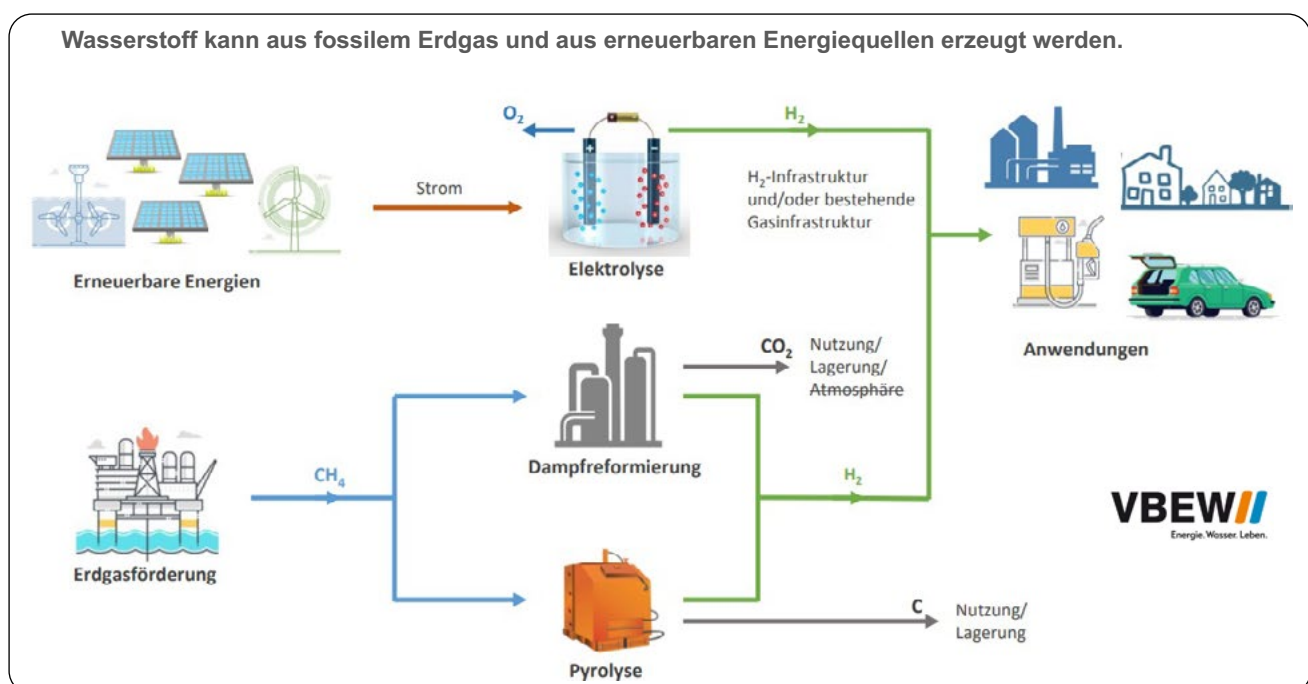 Wasserstoff kann aus fossilem Erdgas und aus erneuerbaren Energiequellen erzeugt werden.
O₂
H₂
Strom
+
–
H₂-Infrastruktur
und/oder bestehende
Gasinfrastruktur
Erneuerbare Energien
Elektrolyse
CO₂
Nutzung/
Lagerung/
Atmosphäre
Anwendungen
Dampfreformierung
CH₄
H₂
VBEW
Energie. Wasser. Leben.
Erdgasförderung
C
Nutzung/
Lagerung
Pyrolyse